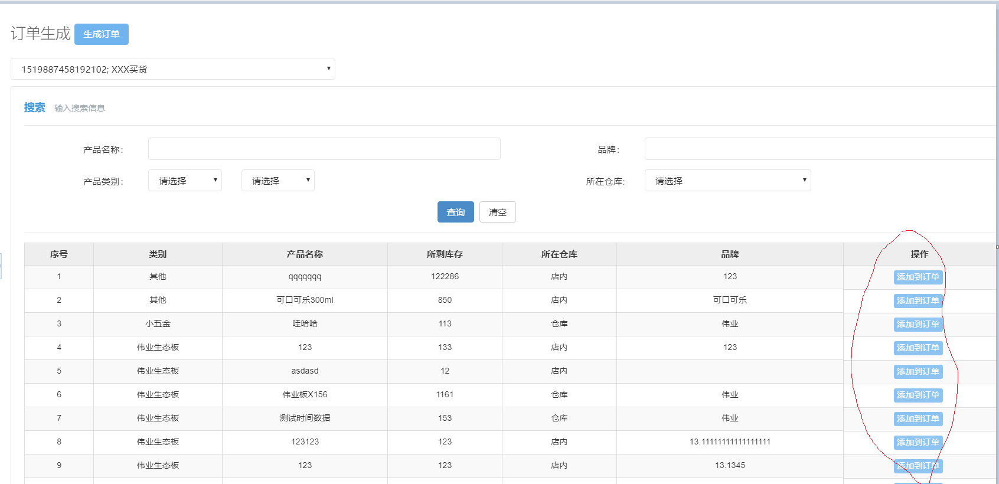 订单生成 生成订单
1519887458192102; XXX买货
搜索 输入搜索信息
产品名称： 品牌：
产品类别： 请选择 请选择 所在仓库: 请选择
查询 清空
序号 类别 产品名称 所剩库存 所在仓库 品牌 操作
1 其他 qqqqqqq 122286 店内 123 添加到订单
2 其他 可口可乐300ml 850 店内 可口可乐 添加到订单
3 小五金 哇哈哈 113 仓库 伟业 添加到订单
4 伟业生态板 123 133 店内 123 添加到订单
5 伟业生态板 asdasd 12 店内 添加到订单
6 伟业生态板 伟业板X156 1161 仓库 伟业 添加到订单
7 伟业生态板 测试时间数据 153 仓库 伟业 添加到订单
8 伟业生态板 123123 123 店内 13.11111111111111111 添加到订单
9 伟业生态板 123 123 店内 13.1345 添加到订单